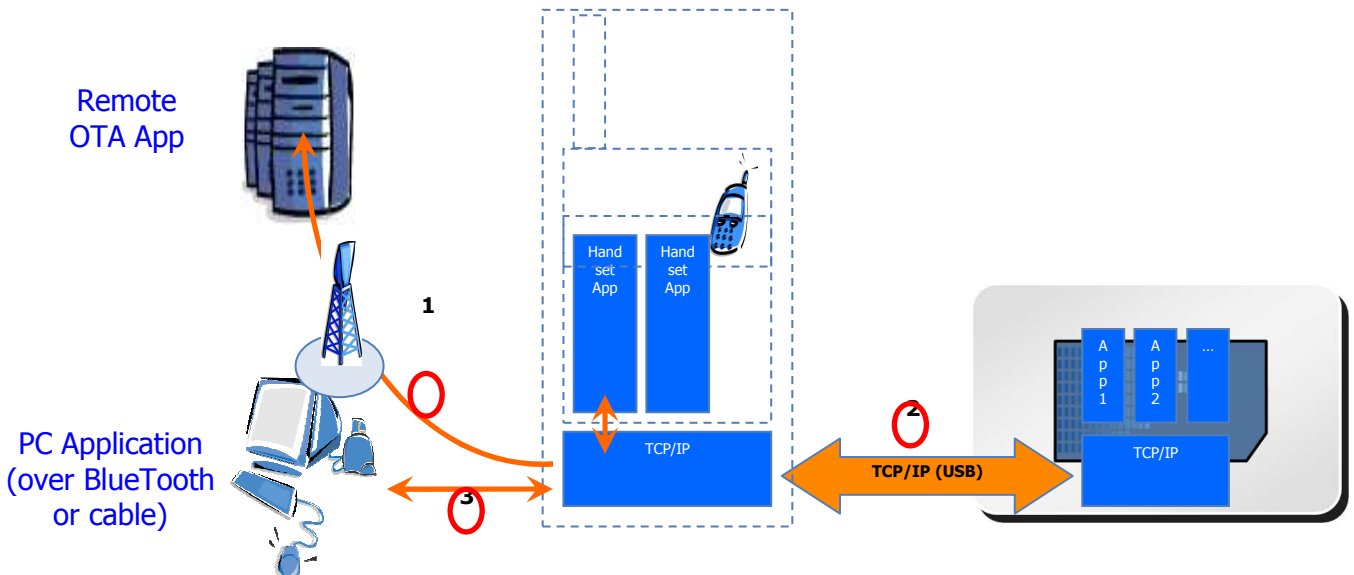 Remote
OTA App
1
Hand
set
App
Hand
set
App
A
p
p
1
A
p
p
2
...
2
TCP/IP
TCP/IP (USB)
TCP/IP
PC Application
(over BlueTooth
or cable)
3